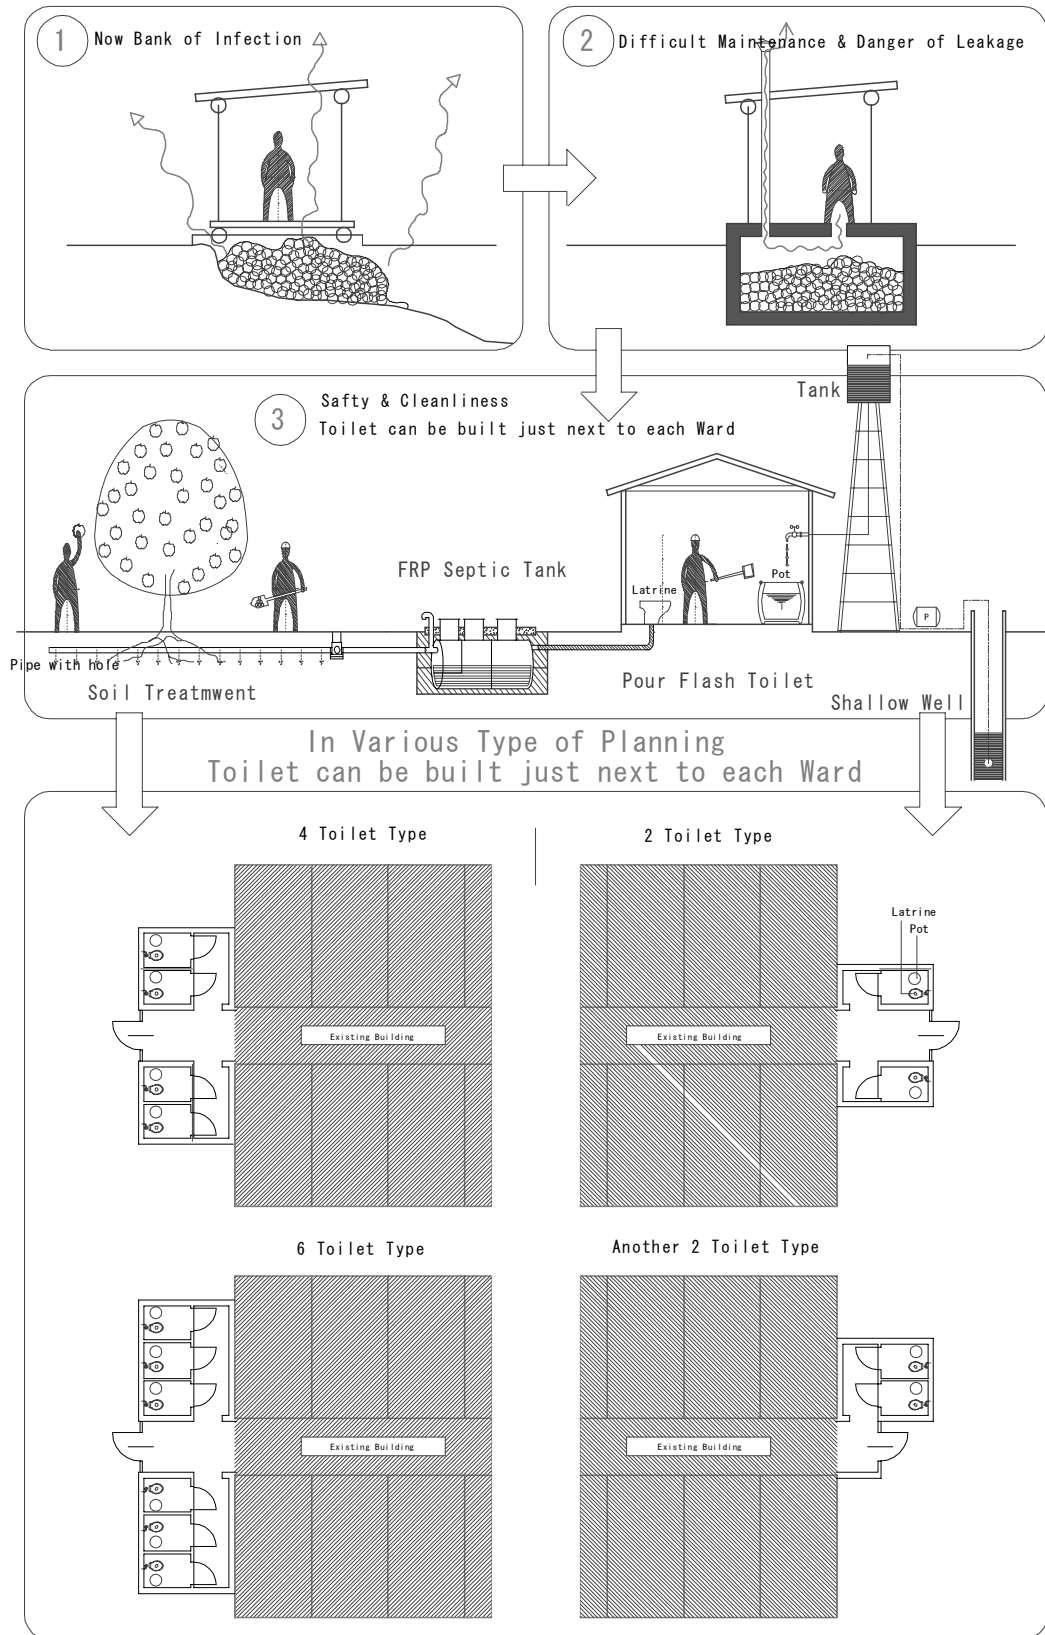 1
Now Bank of Infection
2
Difficult Maintenance & Danger of Leakage
3
Safty & Cleanliness
Toilet can be built just next to each Ward
Tank
FRP Septic Tank
Latrine
Pot
P
Pipe with hole
Soil Treatmwent
Pour Flash Toilet
Shallow Well
In Various Type of Planning
Toilet can be built just next to each Ward
4 Toilet Type
2 Toilet Type
Latrine
Pot
Existing Building
Existing Building
6 Toilet Type
Another 2 Toilet Type
Existing Building
Existing Building